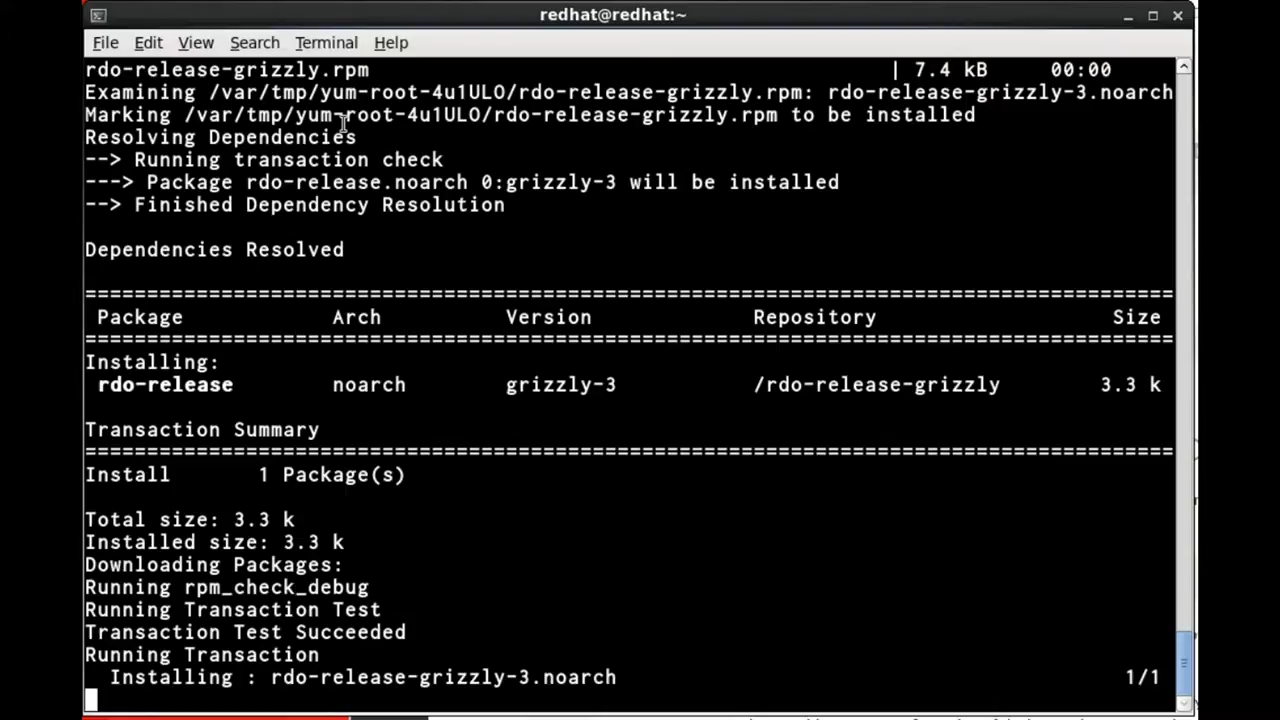 redhat@redhat:~
File Edit View Search Terminal Help
rdo-release-grizzly.rpm | 7.4 kB 00:00
Examining /var/tmp/yum-root-4u1ULO/rdo-release-grizzly.rpm: rdo-release-grizzly-3.noarch
Marking /var/tmp/yum-root-4u1ULO/rdo-release-grizzly.rpm to be installed
Resolving Dependencies
--> Running transaction check
---> Package rdo-release.noarch 0:grizzly-3 will be installed
--> Finished Dependency Resolution
Dependencies Resolved
================================================================================
Package Arch Version Repository Size
================================================================================
Installing:
rdo-release noarch grizzly-3 /rdo-release-grizzly 3.3 k
Transaction Summary
================================================================================
Install 1 Package(s)
Total size: 3.3 k
Installed size: 3.3 k
Downloading Packages:
Running rpm_check_debug
Running Transaction Test
Transaction Test Succeeded
Running Transaction
Installing : rdo-release-grizzly-3.noarch 1/1